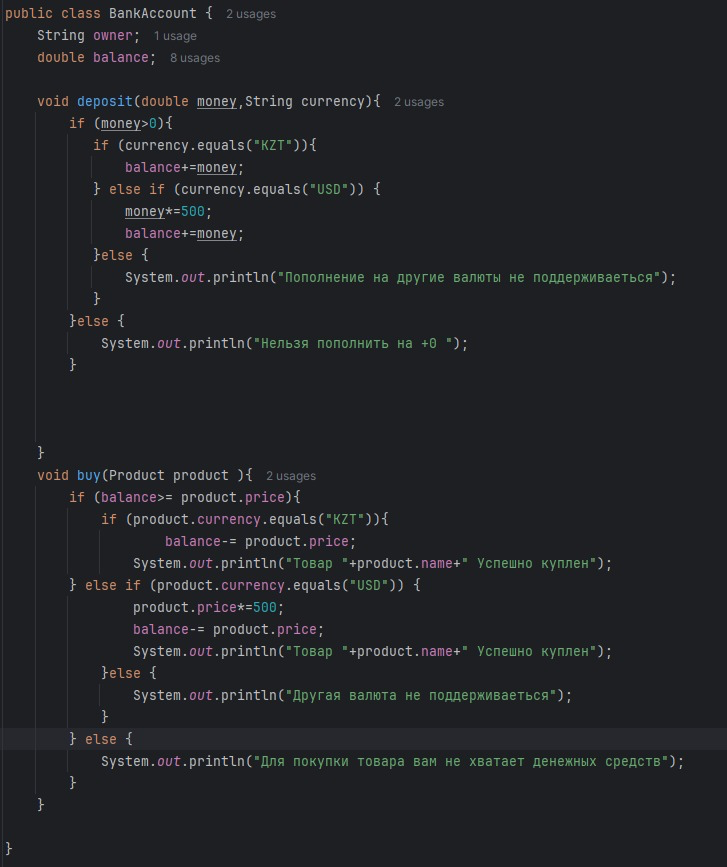 public class BankAccount {  2 usages
    String owner;  1 usage
    double balance;  8 usages

    void deposit(double money,String currency){  2 usages
        if (money>0){
           if (currency.equals("KZT")){
               balance+=money;
           } else if (currency.equals("USD")) {
               money*=500;
               balance+=money;
           }else {
               System.out.println("Пополнение на другие валюты не поддерживаеться");
           }
        }else {
            System.out.println("Нельзя пополнить на +0 ");
        }




    }
    void buy(Product product ){  2 usages
        if (balance>= product.price){
            if (product.currency.equals("KZT")){
                    balance-= product.price;
                System.out.println("Товар "+product.name+" Успешно куплен");
        } else if (product.currency.equals("USD")) {
                product.price*=500;
                balance-= product.price;
                System.out.println("Товар "+product.name+" Успешно куплен");
            }else {
                System.out.println("Другая валюта не поддерживаеться");
            }
        } else {
            System.out.println("Для покупки товара вам не хватает денежных средств");
        }
    }

}